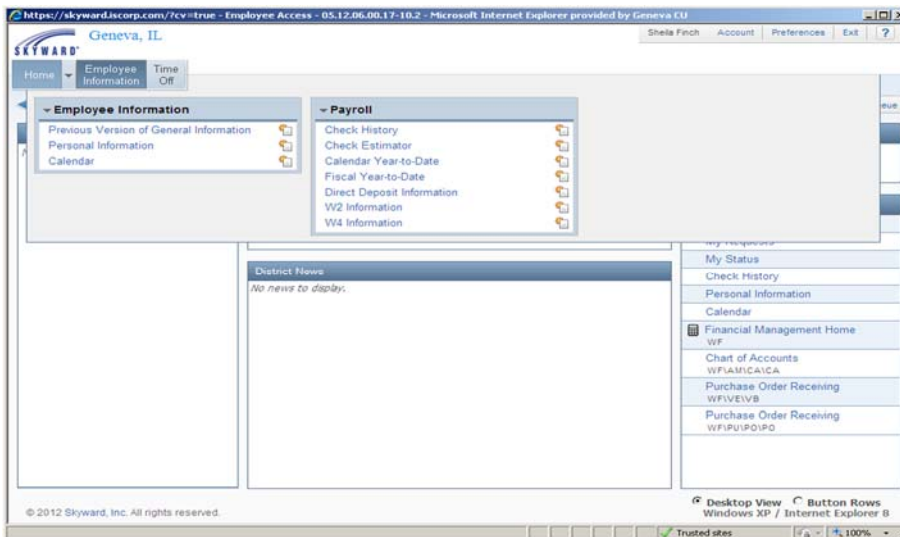 https://skyward.iscorp.com/?cv=true - Employee Access - 05.12.06.00.17-10.2 - Microsoft Internet Explorer provided by Geneva CU
SKYWARD
Geneva, IL
Sheila Finch Account Preferences Exit ?
Home Employee Information Time Off
Employee Information
Previous Version of General Information
Personal Information
Calendar
Payroll
Check History
Check Estimator
Calendar Year-to-Date
Fiscal Year-to-Date
Direct Deposit Information
W2 Information
W4 Information
District News
No news to display.
My Status
Check History
Personal Information
Calendar
Financial Management Home
WF
Chart of Accounts
WF\AM\CA\CA
Purchase Order Receiving
WF\VE\VB
Purchase Order Receiving
WF\PU\PO\PO
Desktop View Button Rows
© 2012 Skyward, Inc. All rights reserved.
Windows XP / Internet Explorer 8
Trusted sites 100%